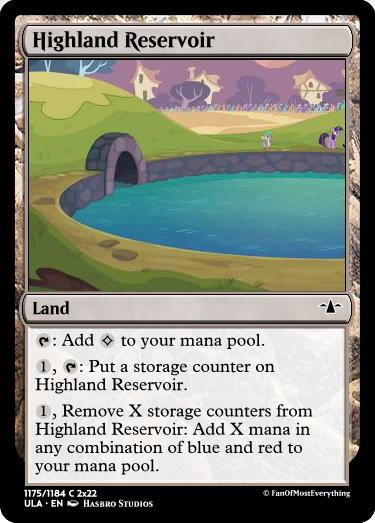 Highland Reservoir
Land
: Add to your mana pool.
1, : Put a storage counter on
Highland Reservoir.
1, Remove X storage counters from
Highland Reservoir: Add X mana in
any combination of blue and red to
your mana pool.
1175/1184 C 2x22
ULA • EN Hasbro Studios
© FanOfMostEverything